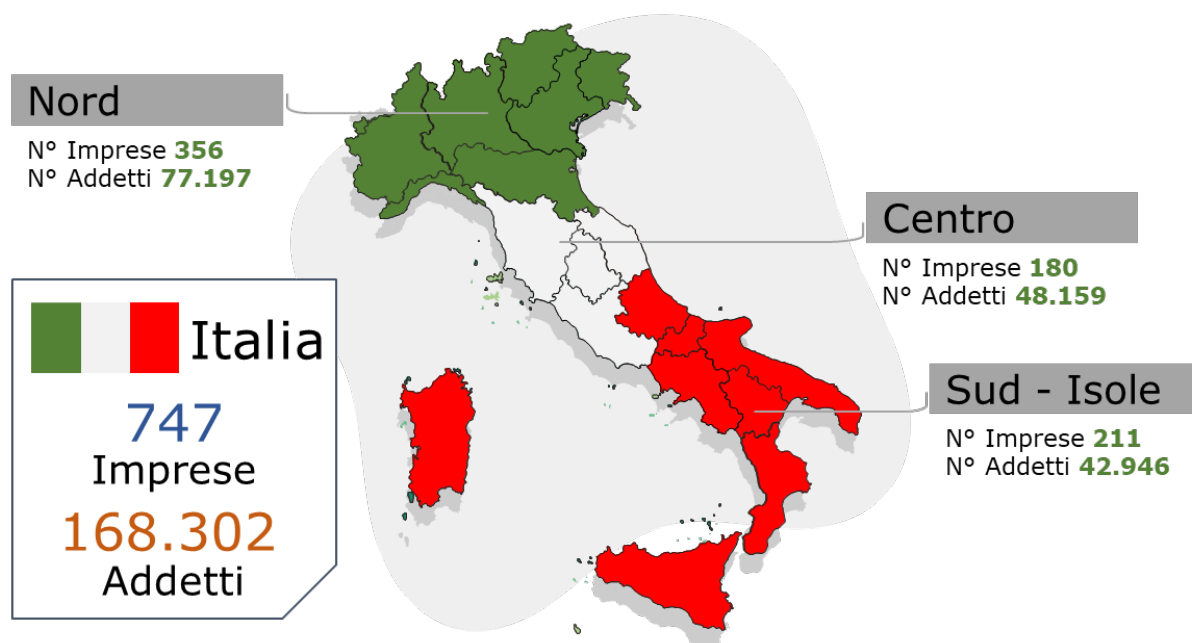 Nord
N° Imprese 356
N° Addetti 77.197
Centro
N° Imprese 180
N° Addetti 48.159
Italia
747
Imprese
168.302
Addetti
Sud - Isole
N° Imprese 211
N° Addetti 42.946